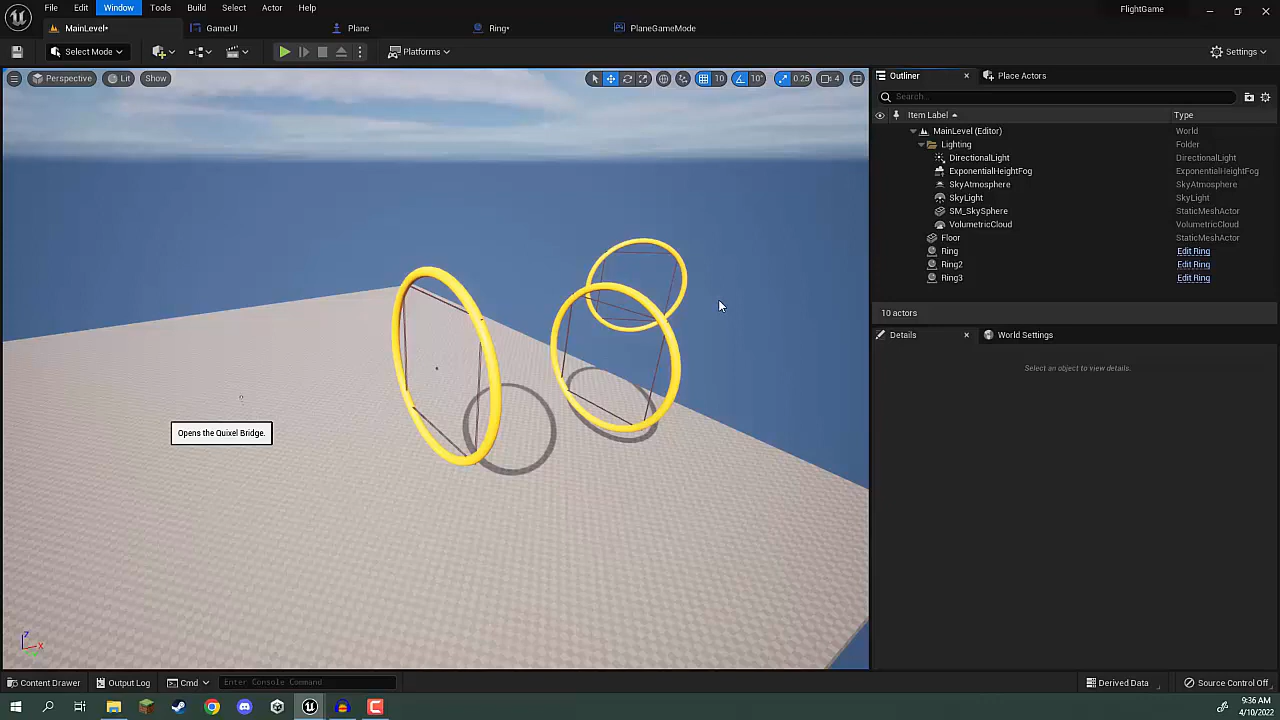 File Edit Window Tools Build Select Actor Help
FlightGame
MainLevel* GameUI Plane Ring* PlaneGameMode
Select Mode Platforms Settings
Perspective Lit Show 10 10° 0.25 4
Outliner Place Actors
Search...
Item Label Type
MainLevel (Editor) World
Lighting Folder
DirectionalLight DirectionalLight
ExponentialHeightFog ExponentialHeightFog
SkyAtmosphere SkyAtmosphere
SkyLight SkyLight
SM_SkySphere StaticMeshActor
VolumetricCloud VolumetricCloud
Floor StaticMeshActor
Ring Edit Ring
Ring2 Edit Ring
Ring3 Edit Ring
10 actors
Details World Settings
Select an object to view details.
Opens the Quixel Bridge.
Z
X
Content Drawer Output Log Cmd Enter Console Command Derived Data Source Control Off
9:36 AM
4/10/2022